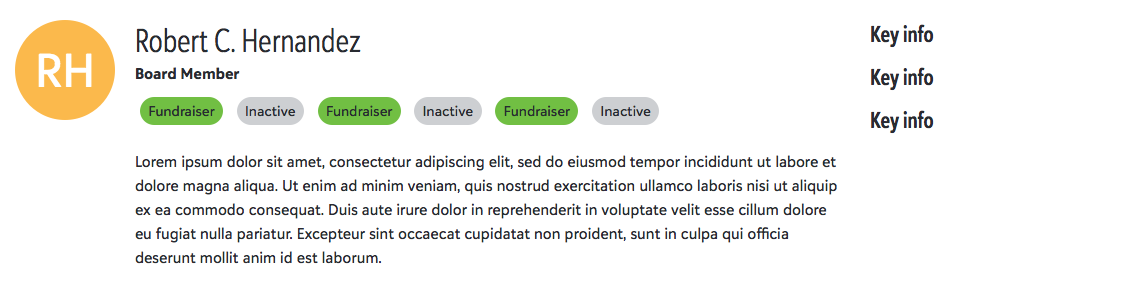 RH
Robert C. Hernandez
Board Member
Fundraiser Inactive Fundraiser Inactive Fundraiser Inactive
Lorem ipsum dolor sit amet, consectetur adipiscing elit, sed do eiusmod tempor incididunt ut labore et
dolore magna aliqua. Ut enim ad minim veniam, quis nostrud exercitation ullamco laboris nisi ut aliquip
ex ea commodo consequat. Duis aute irure dolor in reprehenderit in voluptate velit esse cillum dolore
eu fugiat nulla pariatur. Excepteur sint occaecat cupidatat non proident, sunt in culpa qui officia
deserunt mollit anim id est laborum.
Key info
Key info
Key info